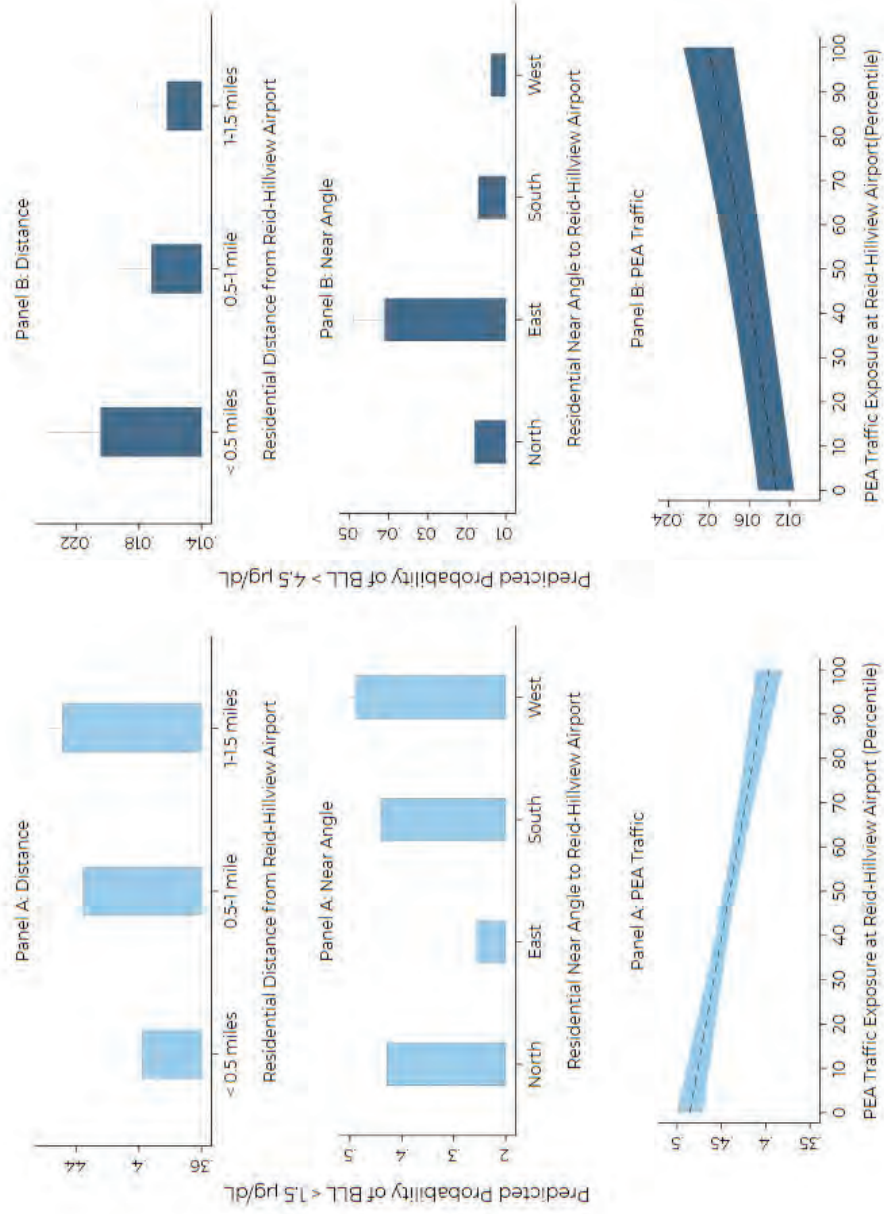 Panel A: Distance
44
4
36
< 0.5 miles
0.5-1 mile
1-1.5 miles
Residential Distance from Reid-Hillview Airport
Panel B: Distance
022
018
014
< 0.5 miles
0.5-1 mile
1-1.5 miles
Residential Distance from Reid-Hillview Airport
Predicted Probability of BLL < 1.5 µg/dL
Panel A: Near Angle
5
4
3
2
North
East
South
West
Residential Near Angle to Reid-Hillview Airport
Predicted Probability of BLL > 4.5 µg/dL
Panel B: Near Angle
05
04
03
02
01
North
East
South
West
Residential Near Angle to Reid-Hillview Airport
Panel A: PEA Traffic
5
45
4
35
0 10 20 30 40 50 60 70 80 90 100
PEA Traffic Exposure at Reid-Hillview Airport (Percentile)
Panel B: PEA Traffic
024
02
016
012
0 10 20 30 40 50 60 70 80 90 100
PEA Traffic Exposure at Reid-Hillview Airport(Percentile)